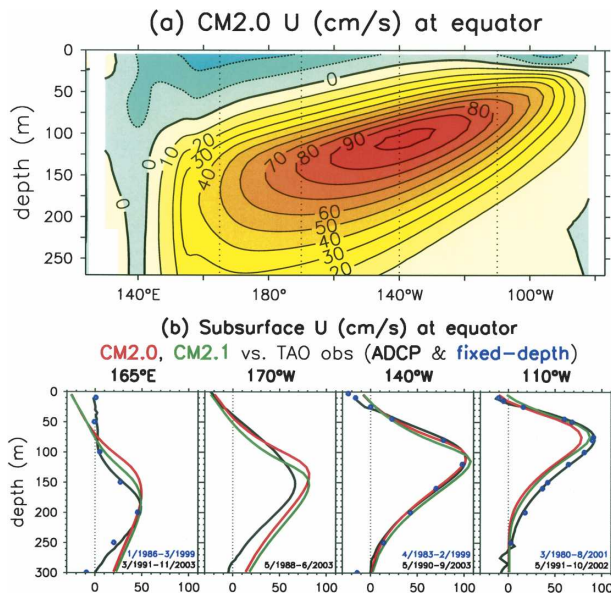 (a) CM2.0 U (cm/s) at equator
0
50
100
150
200
250
depth (m)
0
0
0
10
20
30
40
70
80
90
80
60
50
40
30
20
140°E
180°
140°W
100°W
(b) Subsurface U (cm/s) at equator
CM2.0, CM2.1 vs. TAO obs (ADCP & fixed-depth)
165°E
170°W
140°W
110°W
0
50
100
150
200
250
300
depth (m)
1/1986-3/1999
3/1991-11/2003
5/1988-6/2003
4/1983-2/1999
5/1990-9/2003
3/1980-8/2001
5/1991-10/2002
0 50 100
0 50 100
0 50 100
0 50 100